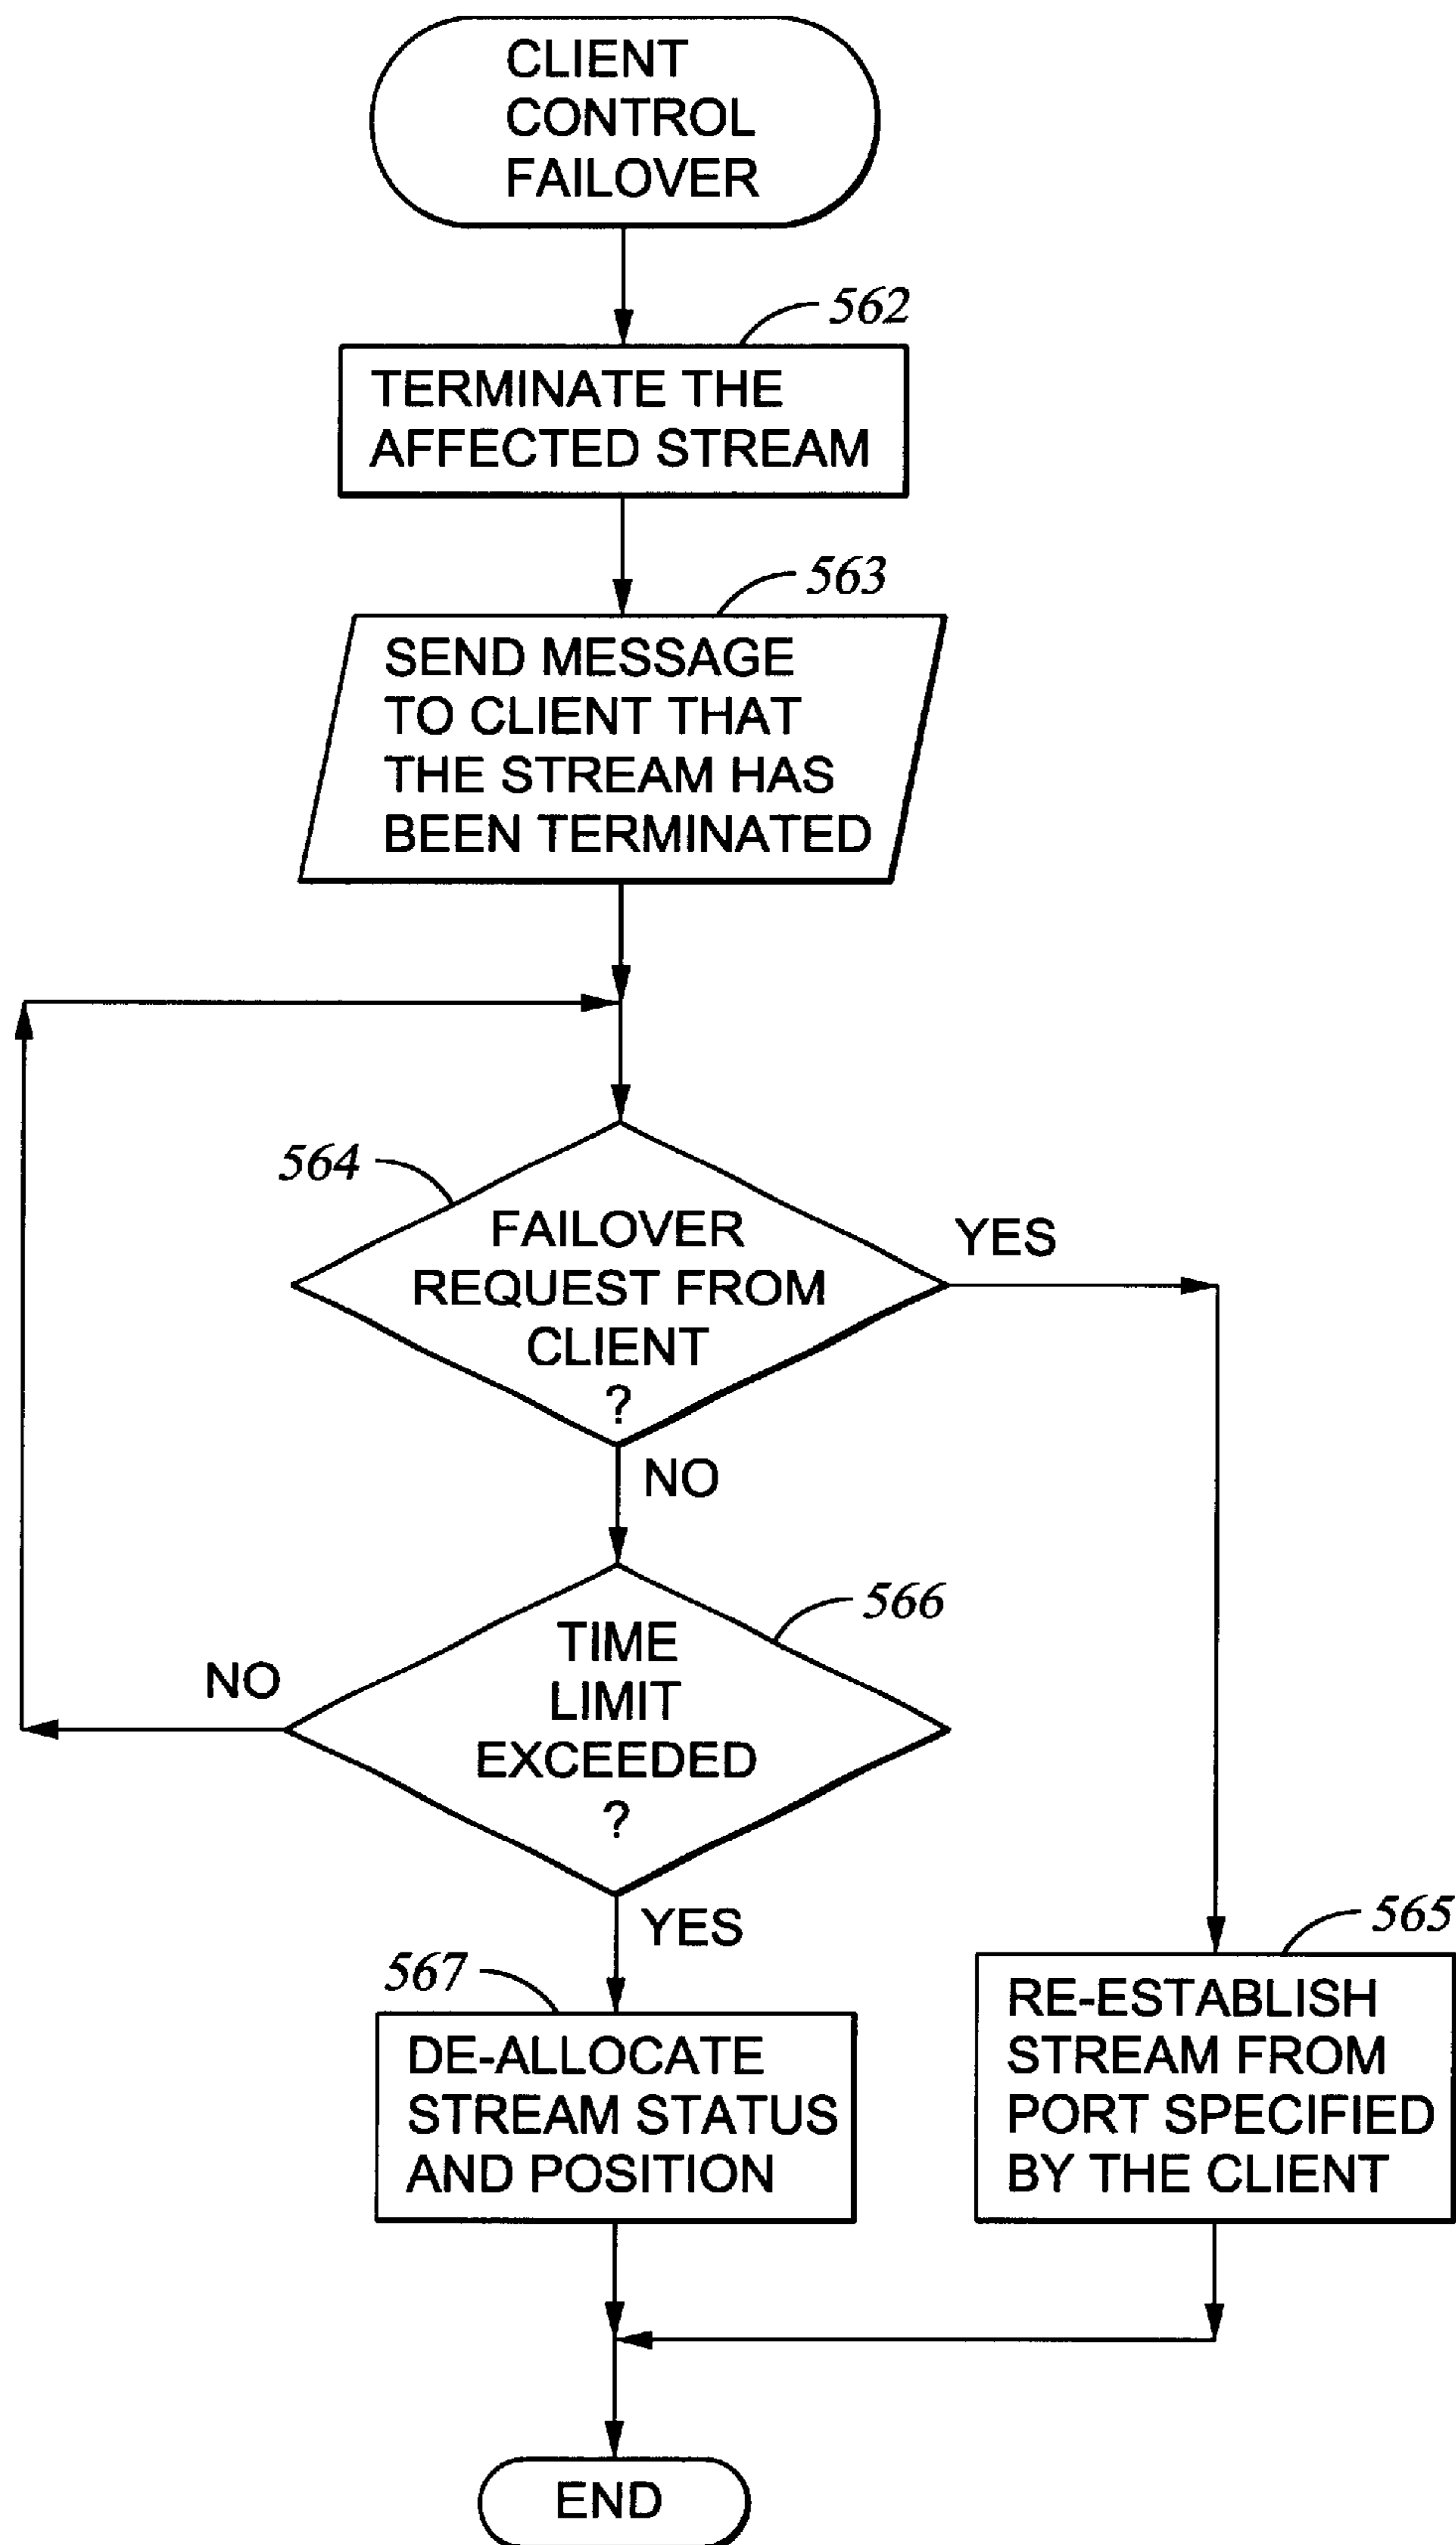 CLIENT
CONTROL
FAILOVER
562
TERMINATE THE
AFFECTED STREAM
563
SEND MESSAGE
TO CLIENT THAT
THE STREAM HAS
BEEN TERMINATED
564
FAILOVER
REQUEST FROM
CLIENT
?
YES
NO
566
TIME
LIMIT
EXCEEDED
?
NO
YES
567
DE-ALLOCATE
STREAM STATUS
AND POSITION
565
RE-ESTABLISH
STREAM FROM
PORT SPECIFIED
BY THE CLIENT
END